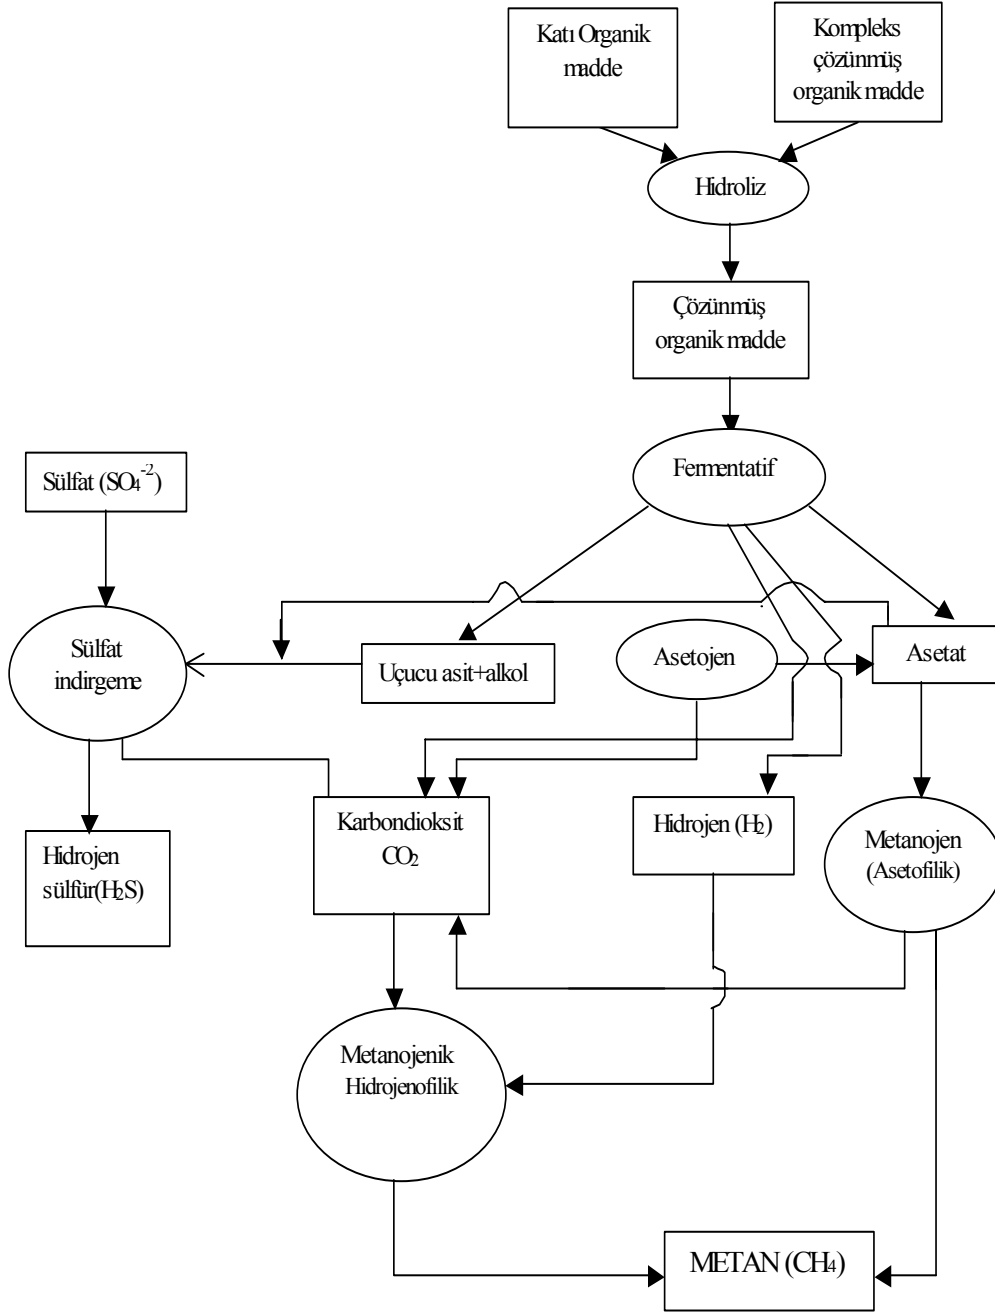 Katı Organik
madde
Kompleks
çözünmüş
organik madde
Hidroliz
Çözünmüş
organik madde
Fermentatif
Sülfat (SO₄⁻²)
Sülfat
indirgeme
Uçucu asit+alkol
Asetojen
Asetat
Hidrojen
sülfür(H₂S)
Karbondioksit
CO₂
Hidrojen (H₂)
Metanojen
(Asetofilik)
Metanojenik
Hidrojenofilik
METAN (CH₄)